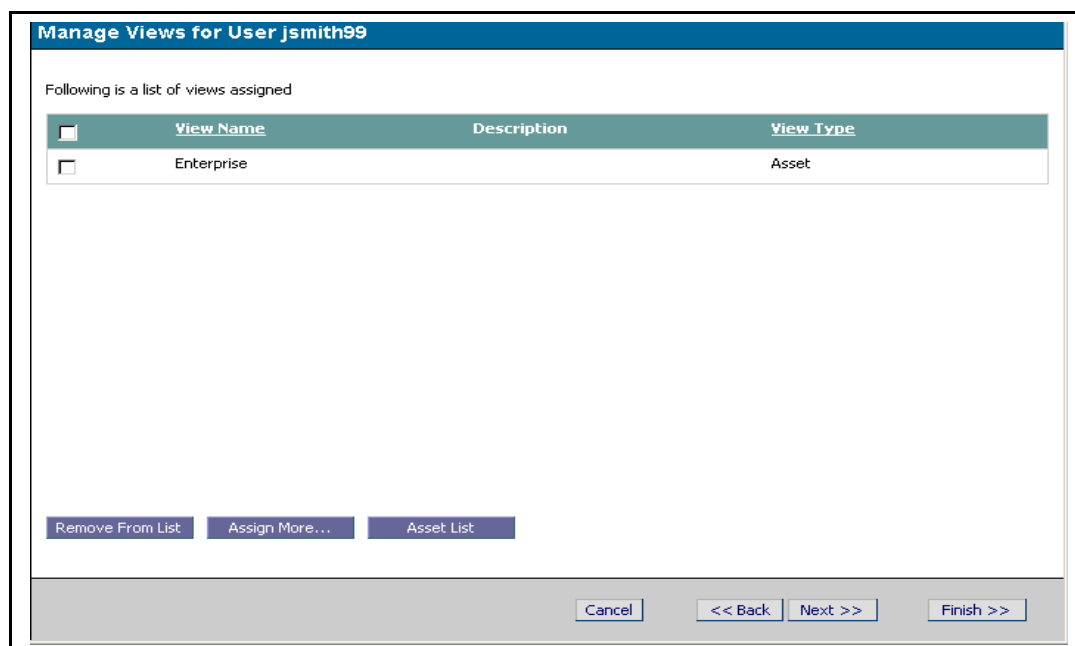 Manage Views for User jsmith99
Following is a list of views assigned
View Name Description View Type
Enterprise Asset
Remove From List Assign More... Asset List
Cancel << Back Next >> Finish >>